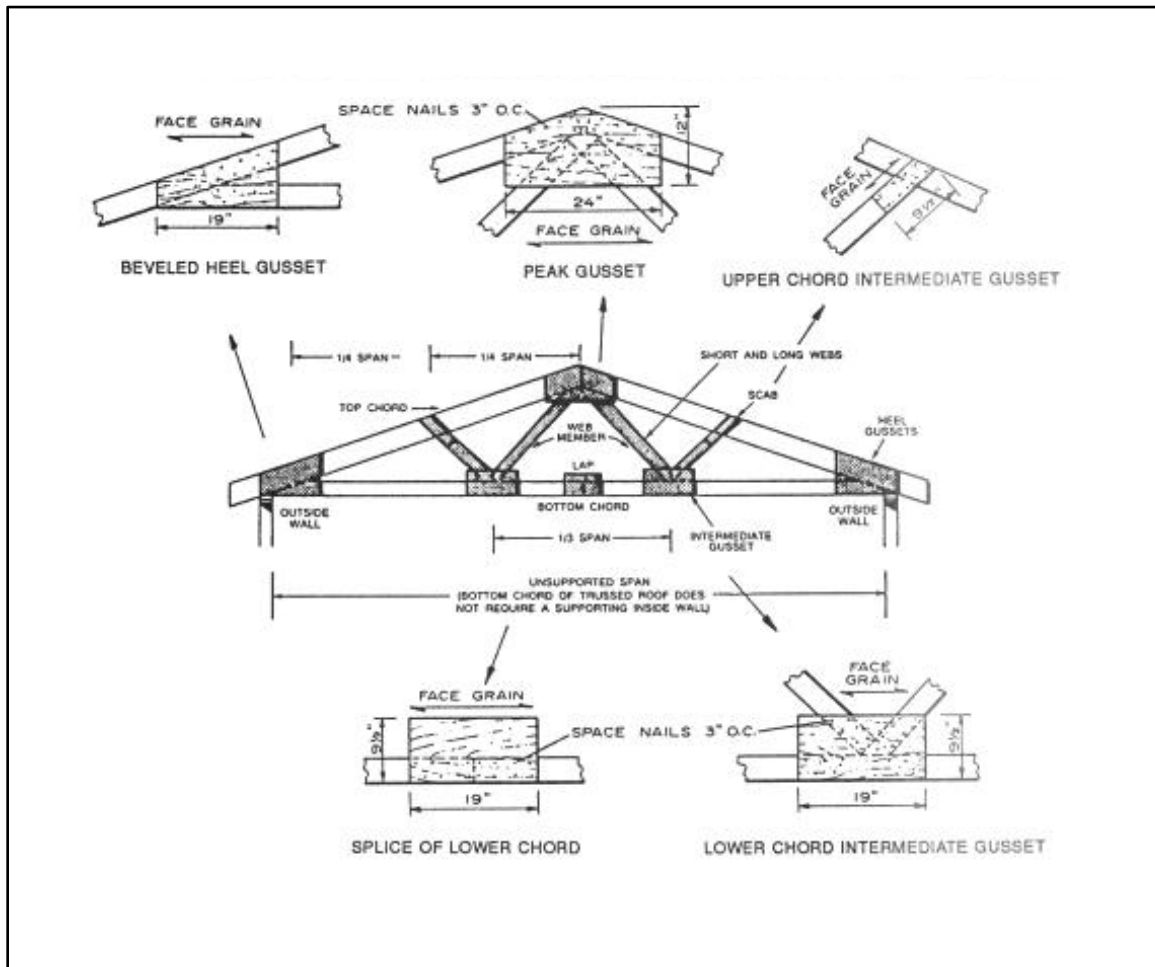 SPACE NAILS 3" O.C.
FACE GRAIN
12"
FACE
GRAIN
9 1/2"
19"
24"
FACE GRAIN
BEVELED HEEL GUSSET
PEAK GUSSET
UPPER CHORD INTERMEDIATE GUSSET
1/4 SPAN
1/4 SPAN
SHORT AND LONG WEBS
TOP CHORD
SCAB
HEEL
GUSSETS
WEB
MEMBER
LAP
OUTSIDE
WALL
BOTTOM CHORD
OUTSIDE
WALL
1/3 SPAN
INTERMEDIATE
GUSSET
UNSUPPORTED SPAN
(BOTTOM CHORD OF TRUSSED ROOF DOES
NOT REQUIRE A SUPPORTING INSIDE WALL)
FACE GRAIN
FACE
GRAIN
9 1/2"
SPACE NAILS 3" O.C.
9 1/2"
19"
19"
SPLICE OF LOWER CHORD
LOWER CHORD INTERMEDIATE GUSSET